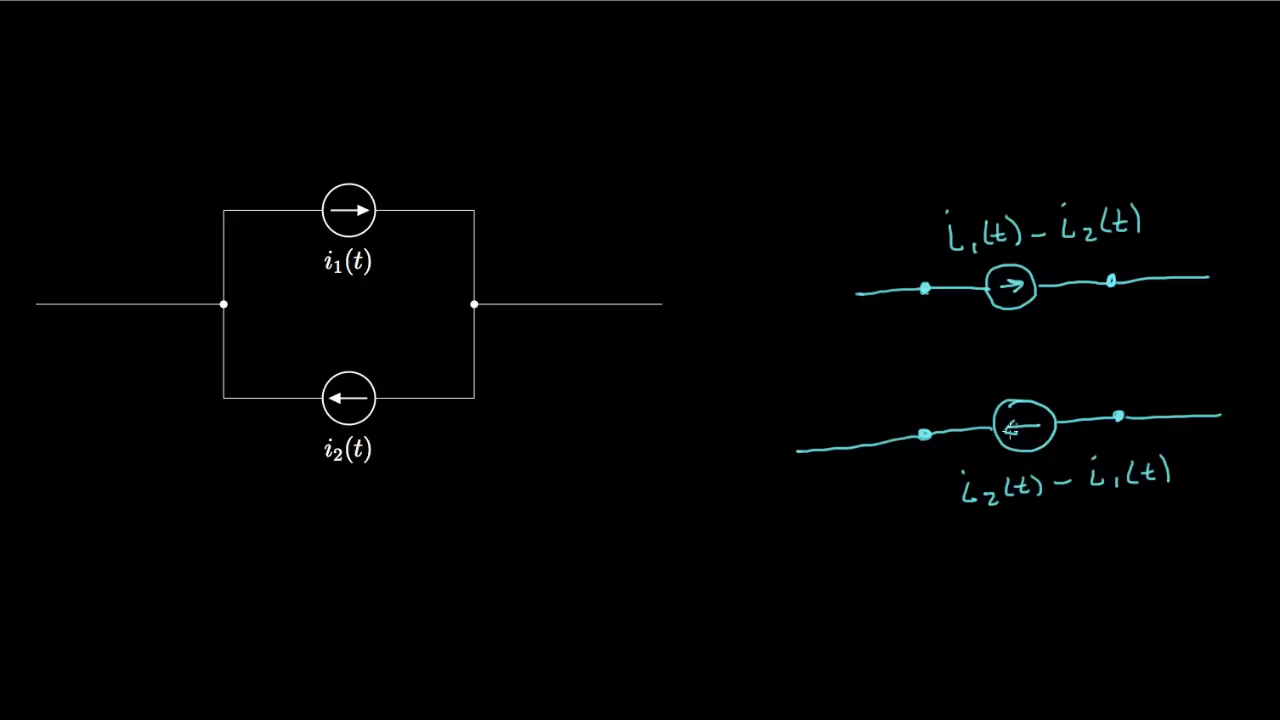 i₁(t)
i₂(t)
i₁(t) – i₂(t)
i₂(t) – i₁(t)